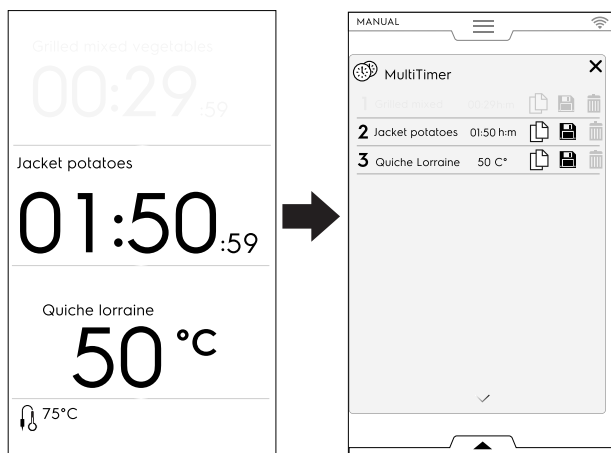 Grilled mixed vegetables
00:29:59
Jacket potatoes
01:50:59
Quiche lorraine
50 °C
75°C
MANUAL
MultiTimer
1 Grilled mixed 00:29 h:m
2 Jacket potatoes 01:50 h:m
3 Quiche Lorraine 50 C°